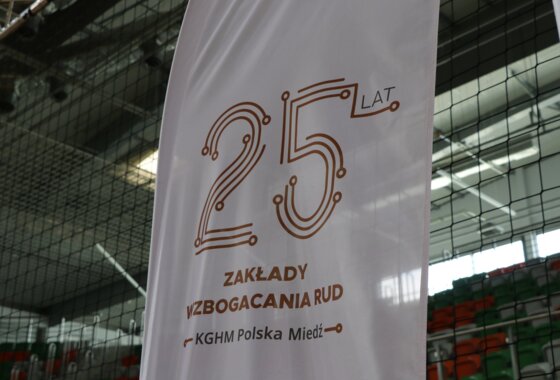 25 LAT
ZAKŁADY
WZBOGACANIA RUD
KGHM Polska Miedź